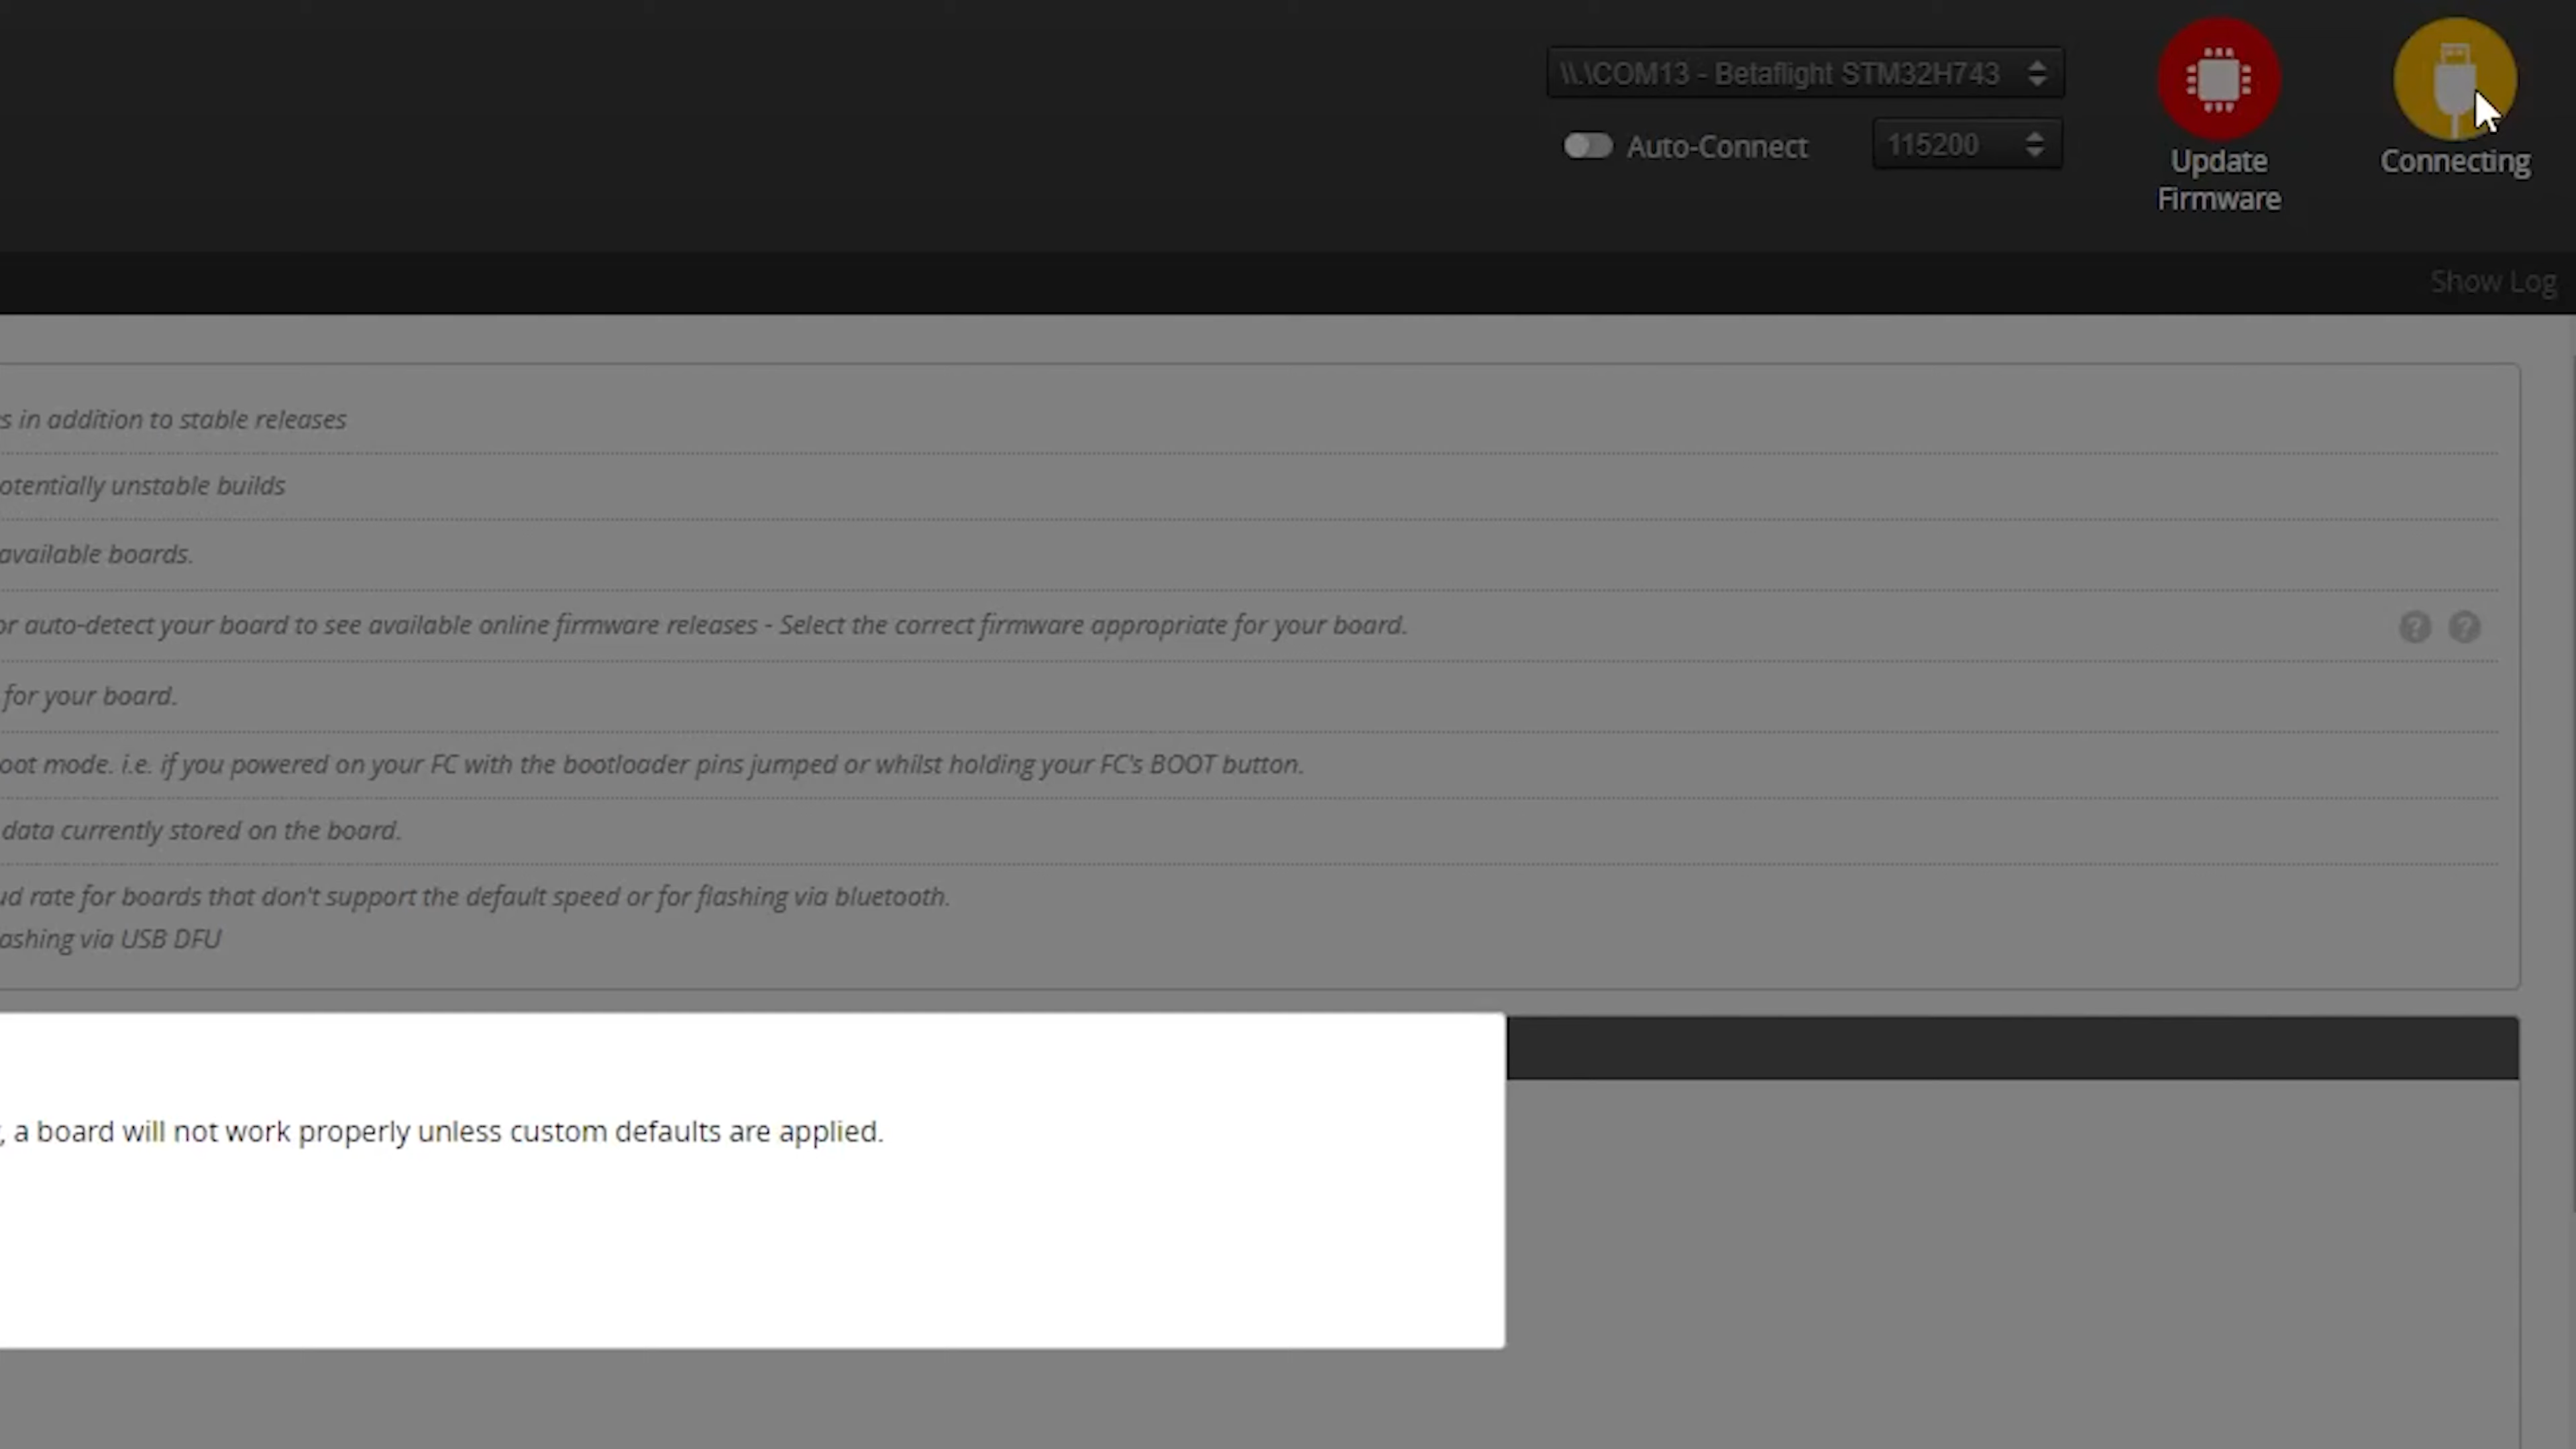 \\.\COM13 - Betaflight STM32H743
Auto-Connect
115200
Update
Firmware
Connecting
Show Log
s in addition to stable releases
otentially unstable builds
available boards.
or auto-detect your board to see available online firmware releases - Select the correct firmware appropriate for your board.
? ?
for your board.
oot mode. i.e. if you powered on your FC with the bootloader pins jumped or whilst holding your FC's BOOT button.
data currently stored on the board.
ud rate for boards that don't support the default speed or for flashing via bluetooth.
ashing via USB DFU
, a board will not work properly unless custom defaults are applied.